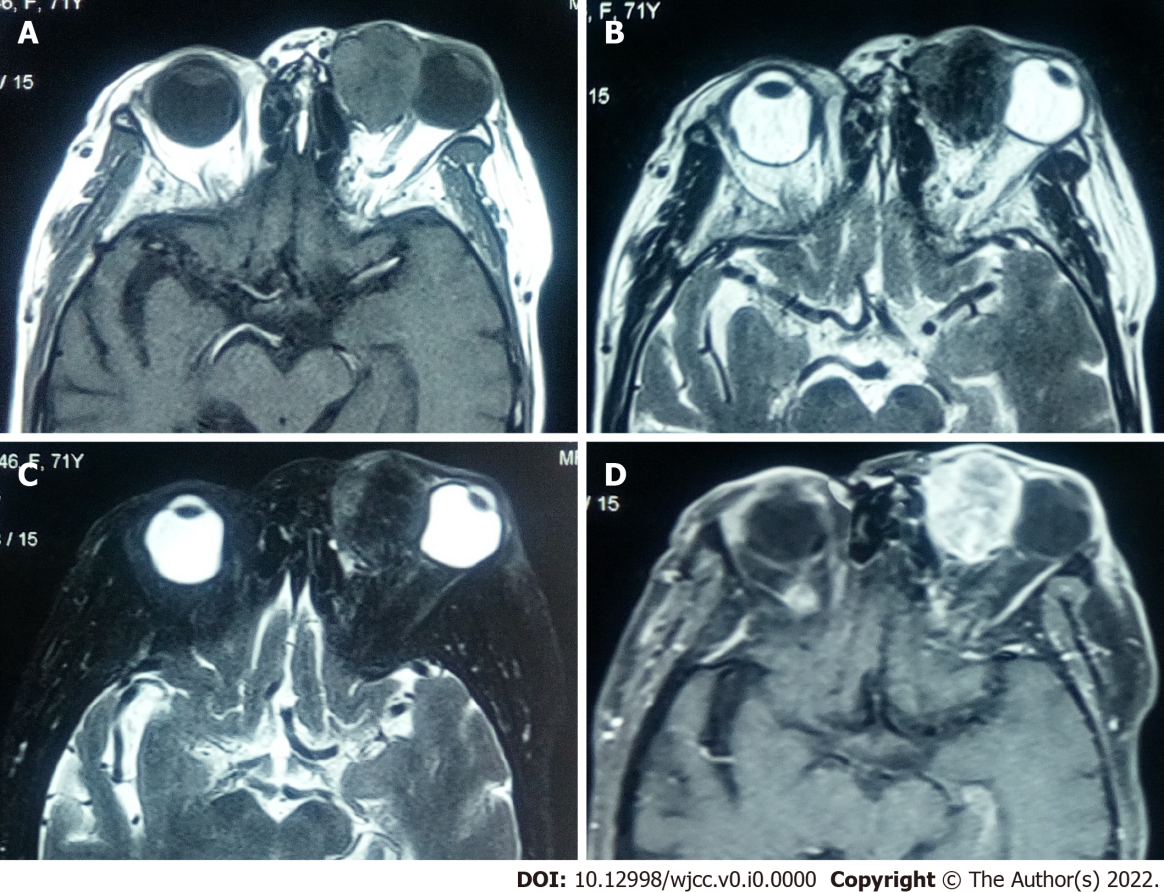 A
46, F, 71Y
/ 15
B
, F, 71Y
15
C
46, F, 71Y
/ 15
D
/ 15
DOI: 10.12998/wjcc.v0.i0.0000 Copyright © The Author(s) 2022.